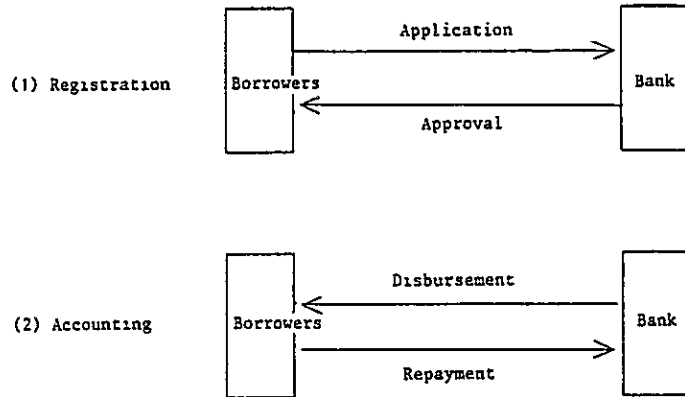 Application
(1) Registration Borrowers Bank
Approval
Disbursement
(2) Accounting Borrowers Bank
Repayment